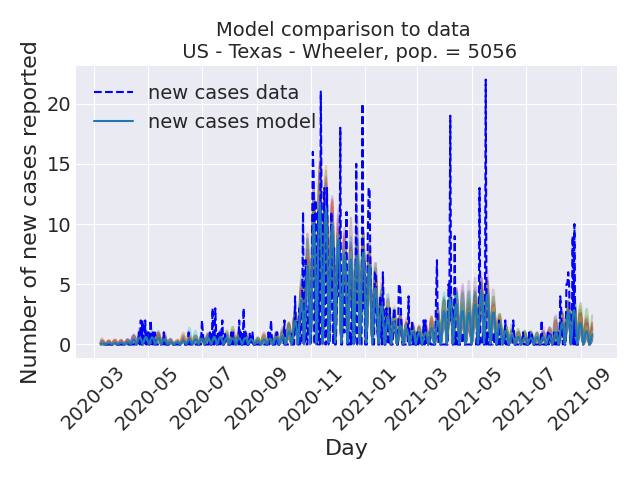 Model comparison to data
US - Texas - Wheeler, pop. = 5056
Number of new cases reported
20
15
10
5
0
new cases data
new cases model
2020-03
2020-05
2020-07
2020-09
2020-11
2021-01
2021-03
2021-05
2021-07
2021-09
Day